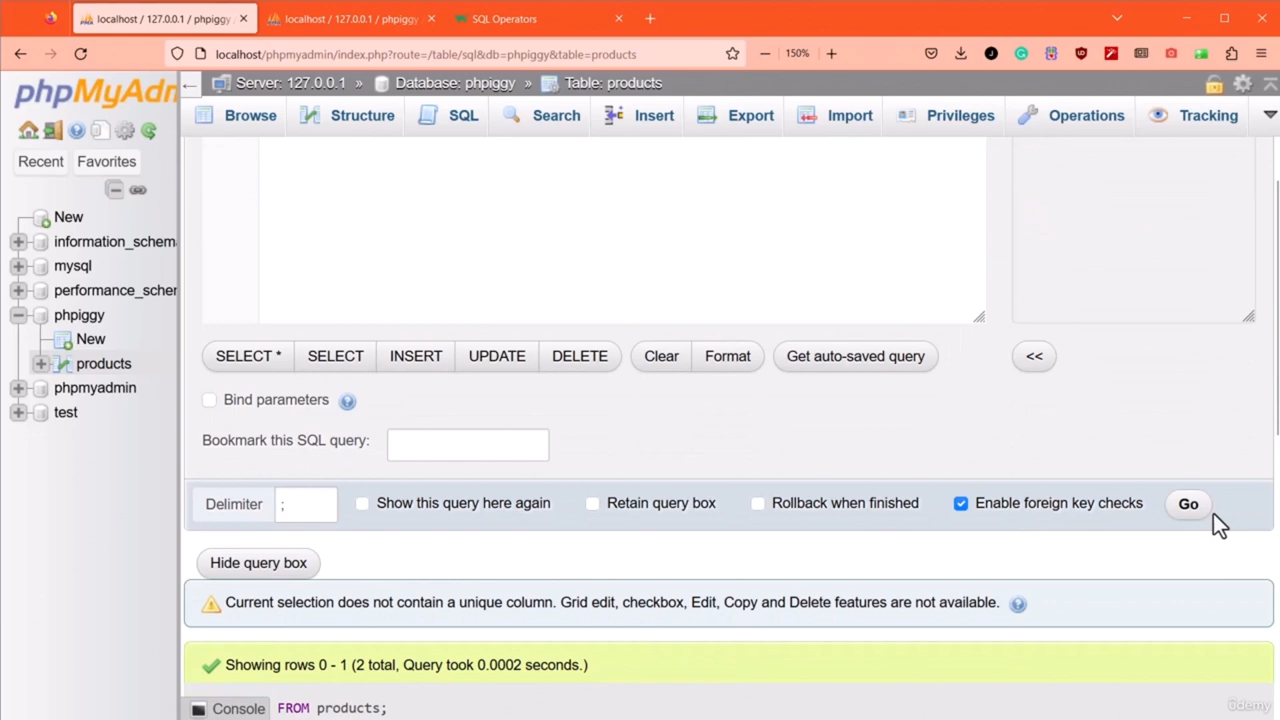 localhost / 127.0.0.1 / phpiggy
localhost / 127.0.0.1 / phpiggy
SQL Operators
localhost/phpmyadmin/index.php?route=/table/sql&db=phpiggy&table=products
150%
phpMyAdm
Server: 127.0.0.1 » Database: phpiggy » Table: products
Browse
Structure
SQL
Search
Insert
Export
Import
Privileges
Operations
Tracking
Recent
Favorites
New
information_schema
mysql
performance_scher
phpiggy
New
products
phpmyadmin
test
SELECT *
SELECT
INSERT
UPDATE
DELETE
Clear
Format
Get auto-saved query
<<
Bind parameters
Bookmark this SQL query:
Delimiter
;
Show this query here again
Retain query box
Rollback when finished
Enable foreign key checks
Go
Hide query box
Current selection does not contain a unique column. Grid edit, checkbox, Edit, Copy and Delete features are not available.
Showing rows 0 - 1 (2 total, Query took 0.0002 seconds.)
Console
FROM products;
ûdemy